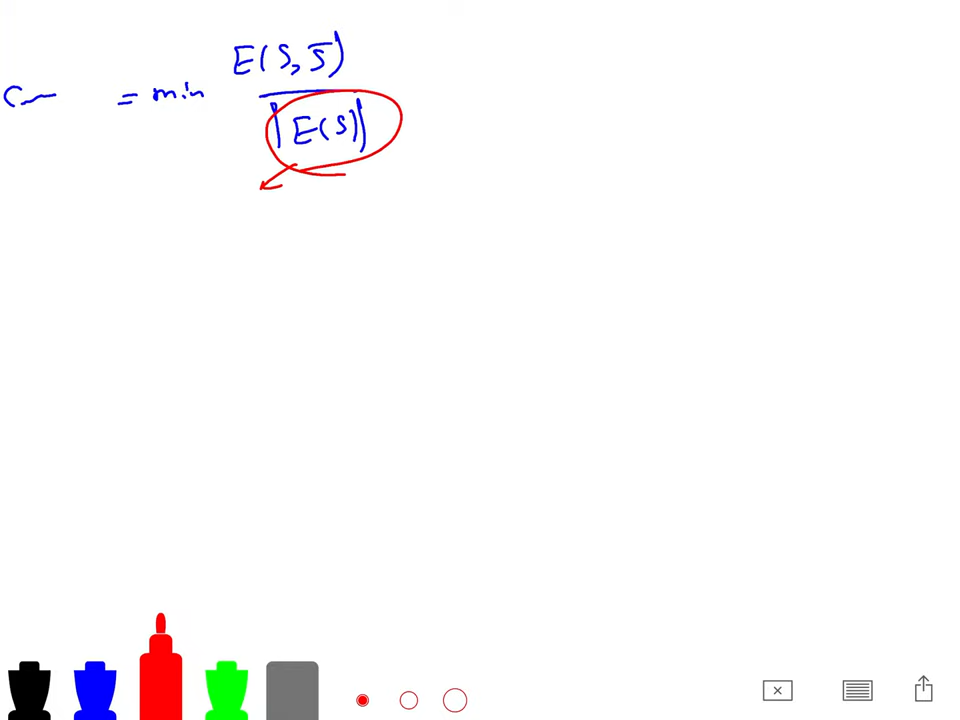 = min E(S, S̄) / |E(S)|